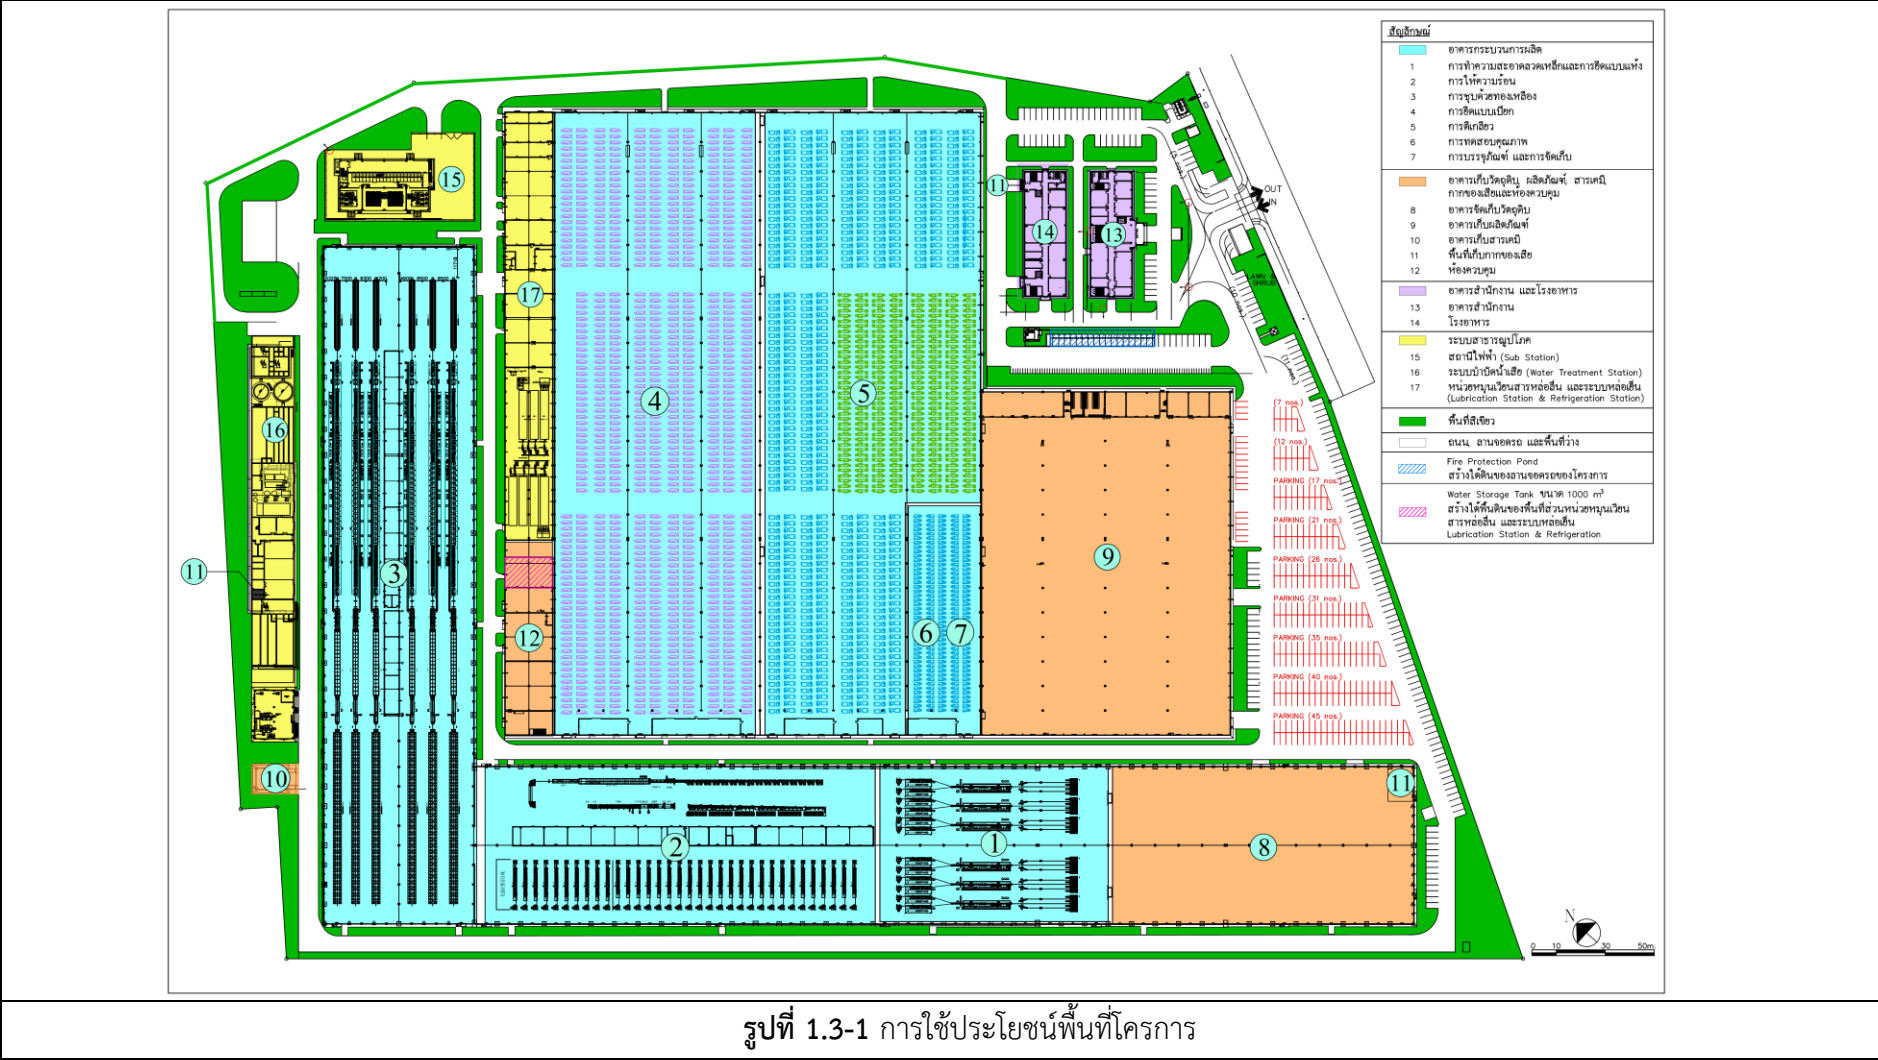 สัญลักษณ์
อาคารกระบวนการผลิต
1 การทำความสะอาดลวดเหล็กและการยืดแบบแห้ง
2 การให้ความร้อน
3 การชุบด้วยทองเหลือง
4 การยืดแบบเปียก
5 การตีเกลียว
6 การทดสอบคุณภาพ
7 การบรรจุภัณฑ์ และการจัดเก็บ
อาคารเก็บวัตถุดิบ ผลิตภัณฑ์ สารเคมี
กากของเสียและห้องควบคุม
8 อาคารจัดเก็บวัตถุดิบ
9 อาคารเก็บผลิตภัณฑ์
10 อาคารเก็บสารเคมี
11 พื้นที่เก็บกากของเสีย
12 ห้องควบคุม
อาคารสำนักงาน และโรงอาหาร
13 อาคารสำนักงาน
14 โรงอาหาร
ระบบสาธารณูปโภค
15 สถานีไฟฟ้า (Sub Station)
16 ระบบบำบัดน้ำเสีย (Water Treatment Station)
17 หน่วยหมุนเวียนสารหล่อลื่น และระบบหล่อเย็น
(Lubrication Station & Refrigeration Station)
พื้นที่สีเขียว
ถนน, ลานจอดรถ และพื้นที่ว่าง
Fire Protection Pond
สร้างใต้ดินของลานจอดรถของโครงการ
Water Storage Tank ขนาด 1000 m³
สร้างใต้พื้นดินของพื้นที่ส่วนหน่วยหมุนเวียน
สารหล่อลื่น และระบบหล่อเย็น
Lubrication Station & Refrigeration
15
11
14
13
OUT
IN
LAWN &
SHRUB
17
4
5
16
(7 nos.)
(12 nos.)
PARKING (17 nos.)
PARKING (21 nos.)
PARKING (26 nos.)
PARKING (31 nos.)
PARKING (35 nos.)
PARKING (40 nos.)
PARKING (45 nos.)
9
11
3
12
6
7
10
11
2
1
8
N
0 10 30 50m.
รูปที่ 1.3-1 การใช้ประโยชน์พื้นที่โครงการ